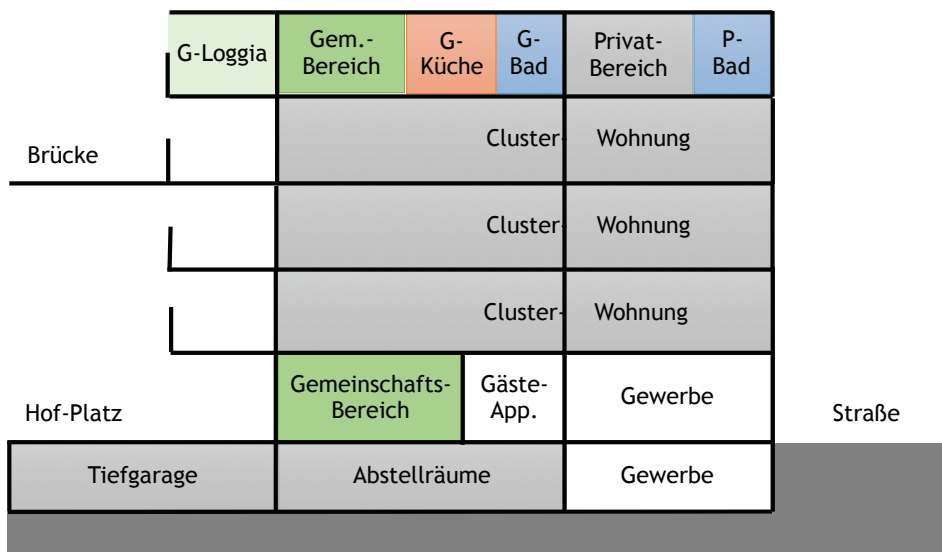 G-Loggia
Gem.-
Bereich
G-
Küche
G-
Bad
Privat-
Bereich
P-
Bad
Cluster- Wohnung
Brücke
Cluster- Wohnung
Cluster- Wohnung
Gemeinschafts-
Bereich
Gäste-
App.
Gewerbe
Hof-Platz
Straße
Tiefgarage
Abstellräume
Gewerbe